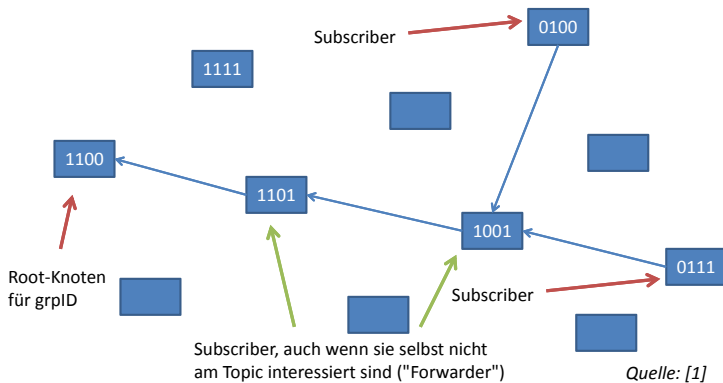 Subscriber
0100
1111
1100
1101
1001
0111
Root-Knoten
für grpID
Subscriber
Subscriber, auch wenn sie selbst nicht
am Topic interessiert sind ("Forwarder")
Quelle: [1]